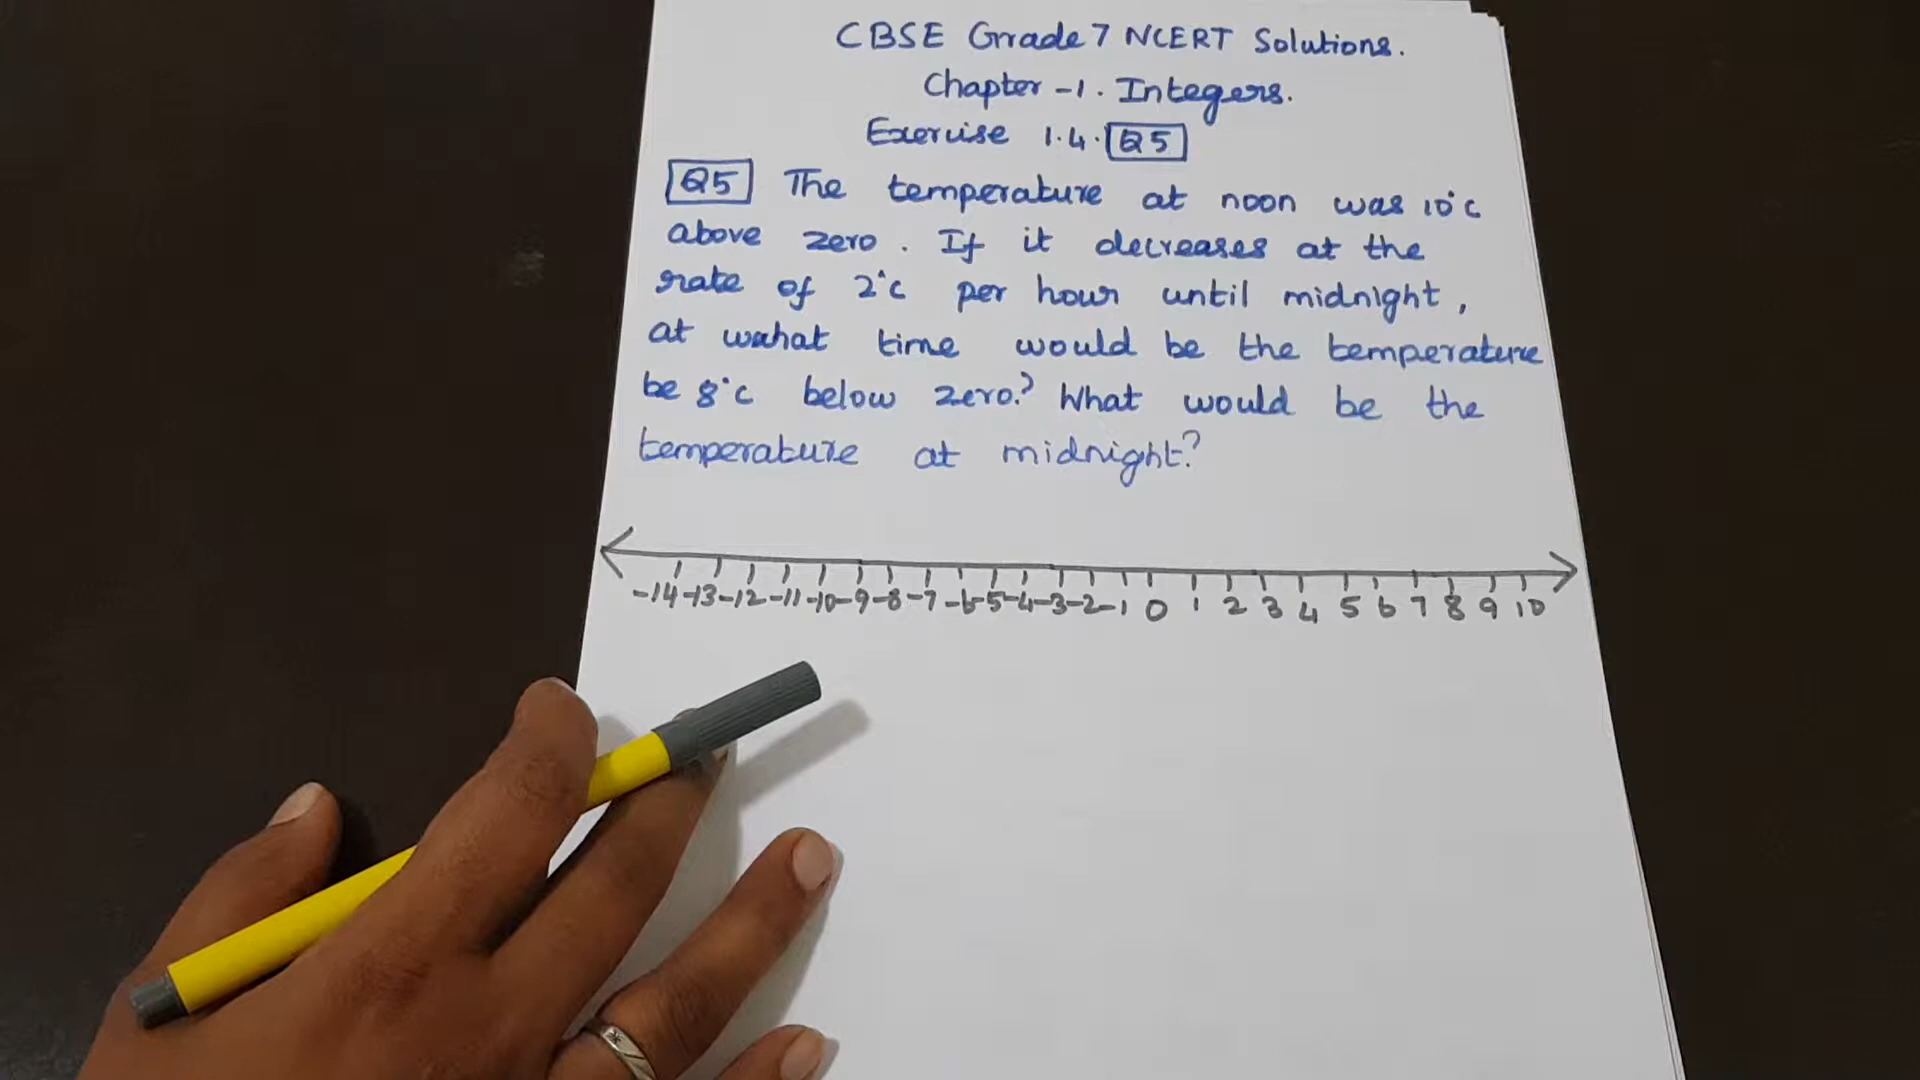 CBSE Grade 7 NCERT Solutions.
Chapter -1. Integers.
Exercise 1.4. Q5
Q5 The temperature at noon was 10°C
above zero. If it decreases at the
rate of 2°C per hour until midnight,
at wahat time would be the temperature
be 8°C below zero? What would be the
temperature at midnight?
-14 -13 -12 -11 -10 -9 -8 -7 -6 -5 -4 -3 -2 -1 0 1 2 3 4 5 6 7 8 9 10